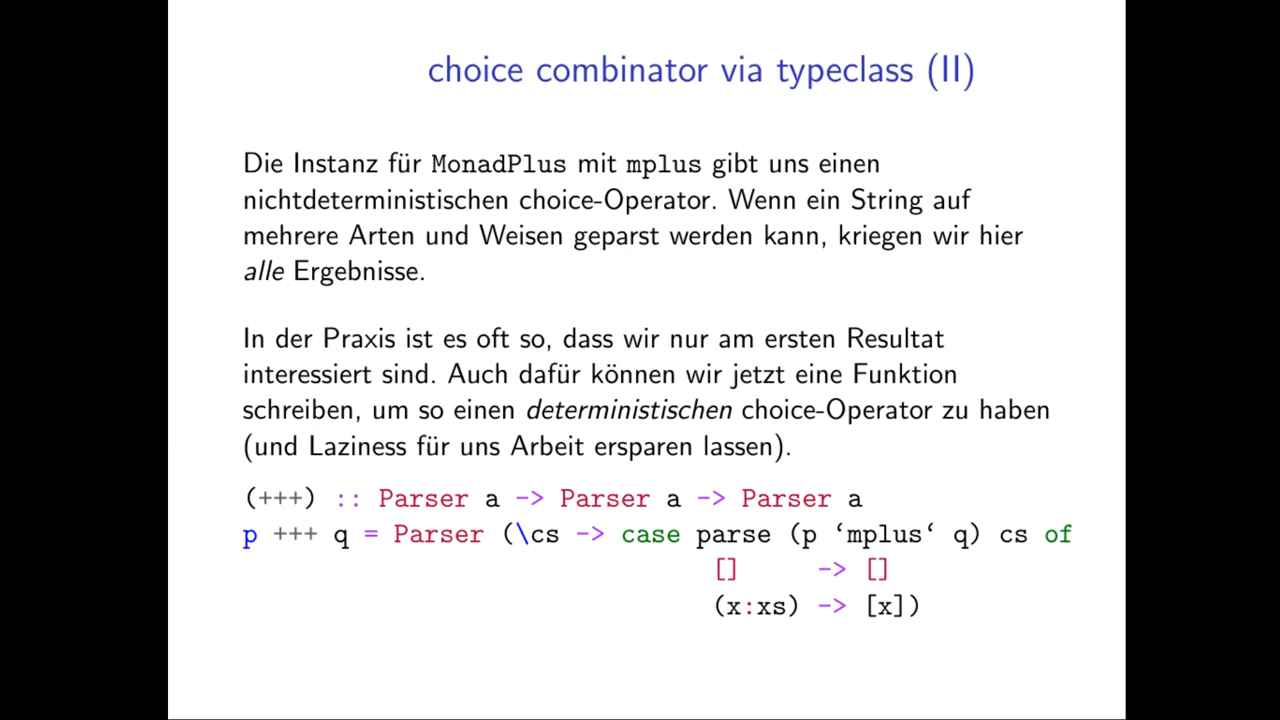 choice combinator via typeclass (II)
Die Instanz für MonadPlus mit mplus gibt uns einen
nichtdeterministischen choice-Operator. Wenn ein String auf
mehrere Arten und Weisen geparst werden kann, kriegen wir hier
alle Ergebnisse.
In der Praxis ist es oft so, dass wir nur am ersten Resultat
interessiert sind. Auch dafür können wir jetzt eine Funktion
schreiben, um so einen deterministischen choice-Operator zu haben
(und Laziness für uns Arbeit ersparen lassen).
(+++) :: Parser a -> Parser a -> Parser a
p +++ q = Parser (\cs -> case parse (p ‘mplus‘ q) cs of
[] -> []
(x:xs) -> [x])